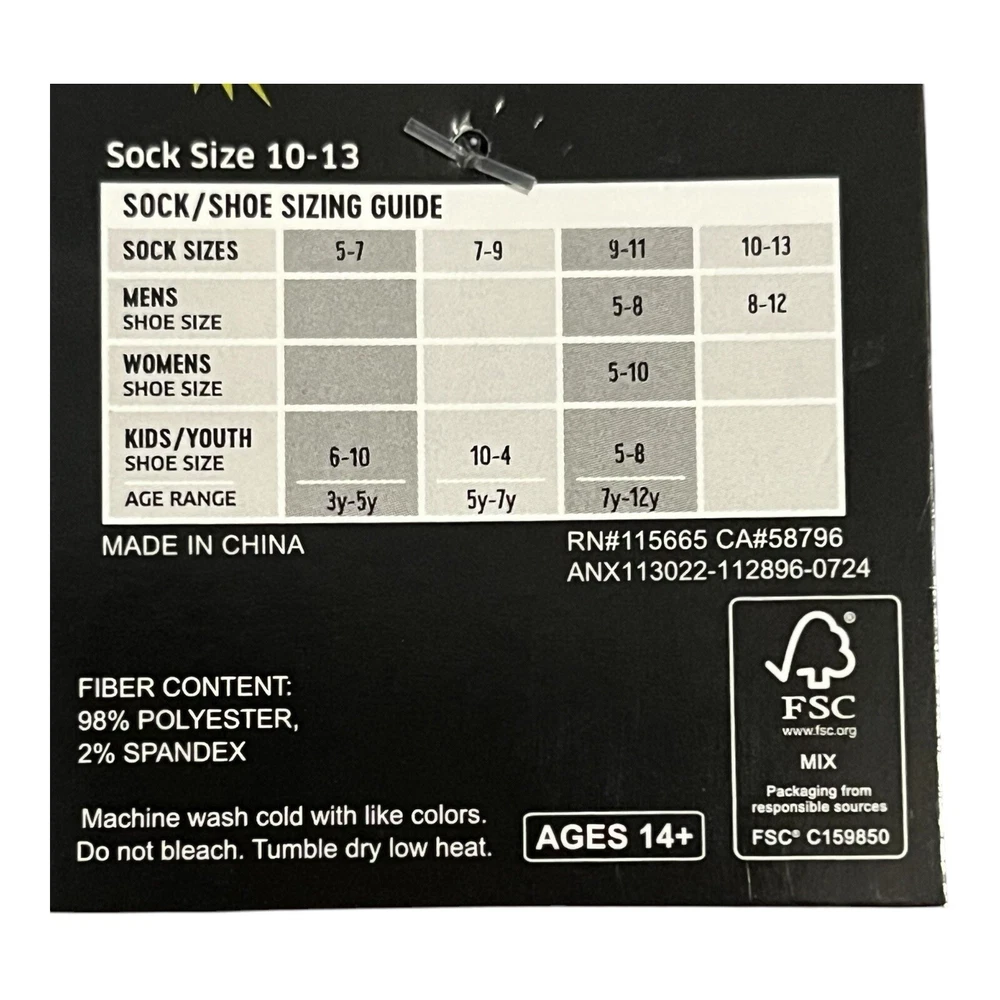 Sock Size 10-13
SOCK/SHOE SIZING GUIDE
SOCK SIZES 5-7 7-9 9-11 10-13
MENS
SHOE SIZE 5-8 8-12
WOMENS
SHOE SIZE 5-10
KIDS/YOUTH
SHOE SIZE 6-10 10-4 5-8
AGE RANGE 3y-5y 5y-7y 7y-12y
MADE IN CHINA
RN#115665 CA#58796
ANX113022-112896-0724
FIBER CONTENT:
98% POLYESTER,
2% SPANDEX
Machine wash cold with like colors.
Do not bleach. Tumble dry low heat.
AGES 14+
®
FSC
www.fsc.org
MIX
Packaging from
responsible sources
FSC® C159850